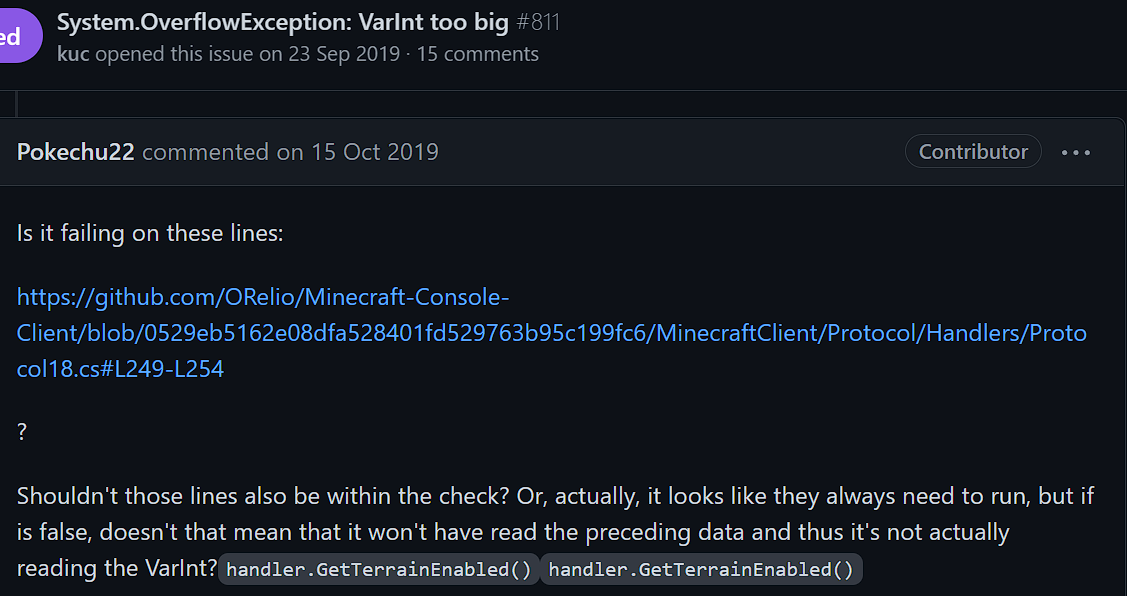 ed
System.OverflowException: VarInt too big #811
kuc opened this issue on 23 Sep 2019 · 15 comments
Pokechu22 commented on 15 Oct 2019
Contributor
Is it failing on these lines:
https://github.com/ORelio/Minecraft-Console-
Client/blob/0529eb5162e08dfa528401fd529763b95c199fc6/MinecraftClient/Protocol/Handlers/Proto
col18.cs#L249-L254
?
Shouldn't those lines also be within the check? Or, actually, it looks like they always need to run, but if
is false, doesn't that mean that it won't have read the preceding data and thus it's not actually
reading the VarInt? handler.GetTerrainEnabled() handler.GetTerrainEnabled()